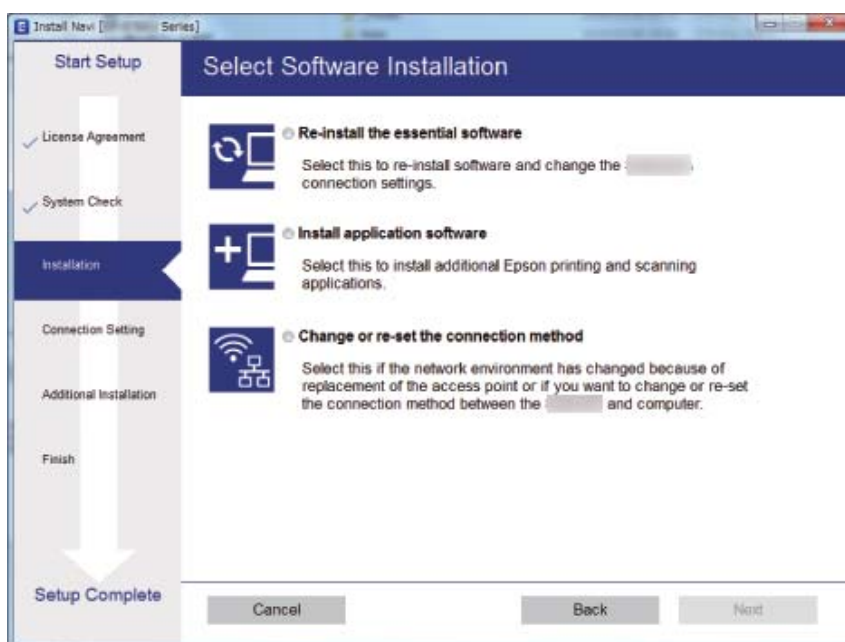 Install Navi [ Series]
Start Setup
Select Software Installation
License Agreement
System Check
Installation
Connection Setting
Additional Installation
Finish
Setup Complete
Re-install the essential software
Select this to re-install software and change the
connection settings.
Install application software
Select this to install additional Epson printing and scanning
applications.
Change or re-set the connection method
Select this if the network environment has changed because of
replacement of the access point or if you want to change or re-set
the connection method between the and computer.
Cancel
Back
Next